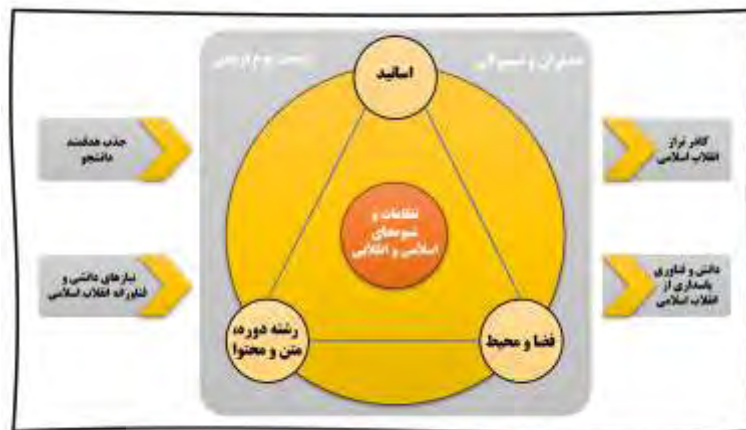 مدیران و مسئولان
اساتید
جذب هدفمند
دانشجو
کادر تراز
انقلاب اسلامی
نظامات و
شیوه‌های
اسلامی و انقلابی
نیازهای دانشی و
فناورانه انقلاب اسلامی
دانش و فناوری
پاسداری از
انقلاب اسلامی
رشته دوره،
متن و محتوا
فضا و محیط